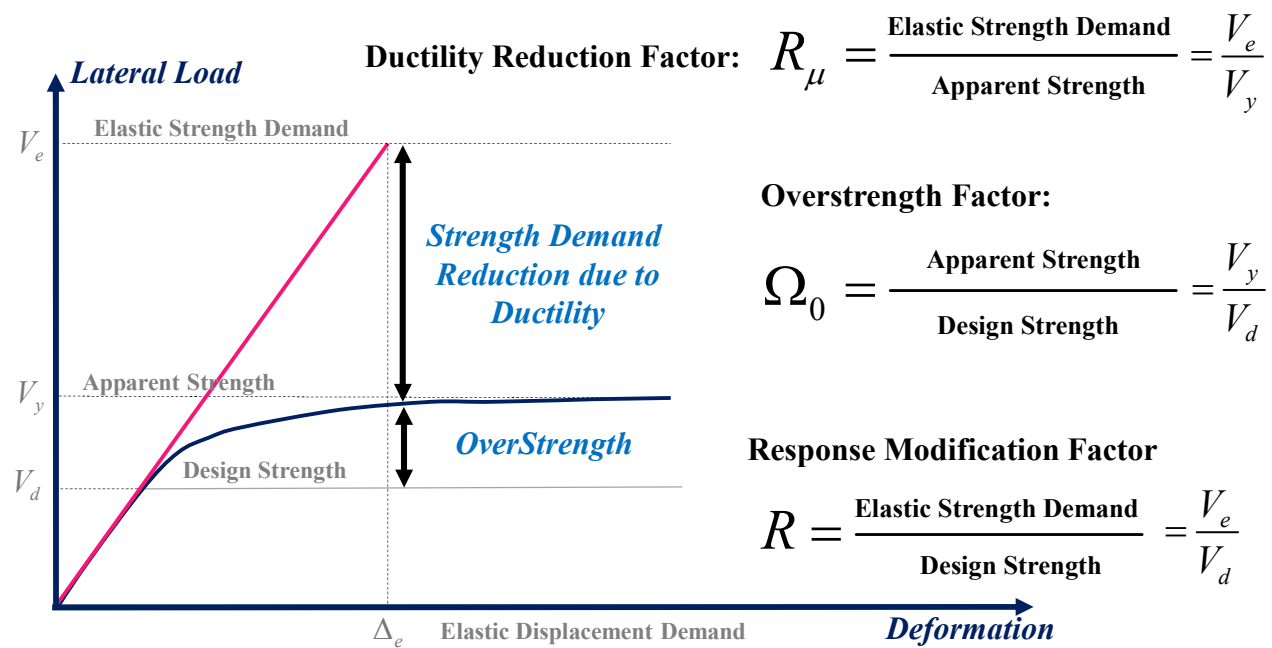 Ductility Reduction Factor: R_μ = Elastic Strength Demand / Apparent Strength = V_e / V_y
Lateral Load
V_e
Elastic Strength Demand
Overstrength Factor:
Ω_0 = Apparent Strength / Design Strength = V_y / V_d
Strength Demand
Reduction due to
Ductility
V_y
Apparent Strength
OverStrength
V_d
Design Strength
Response Modification Factor
R = Elastic Strength Demand / Design Strength = V_e / V_d
Δ_e
Elastic Displacement Demand
Deformation